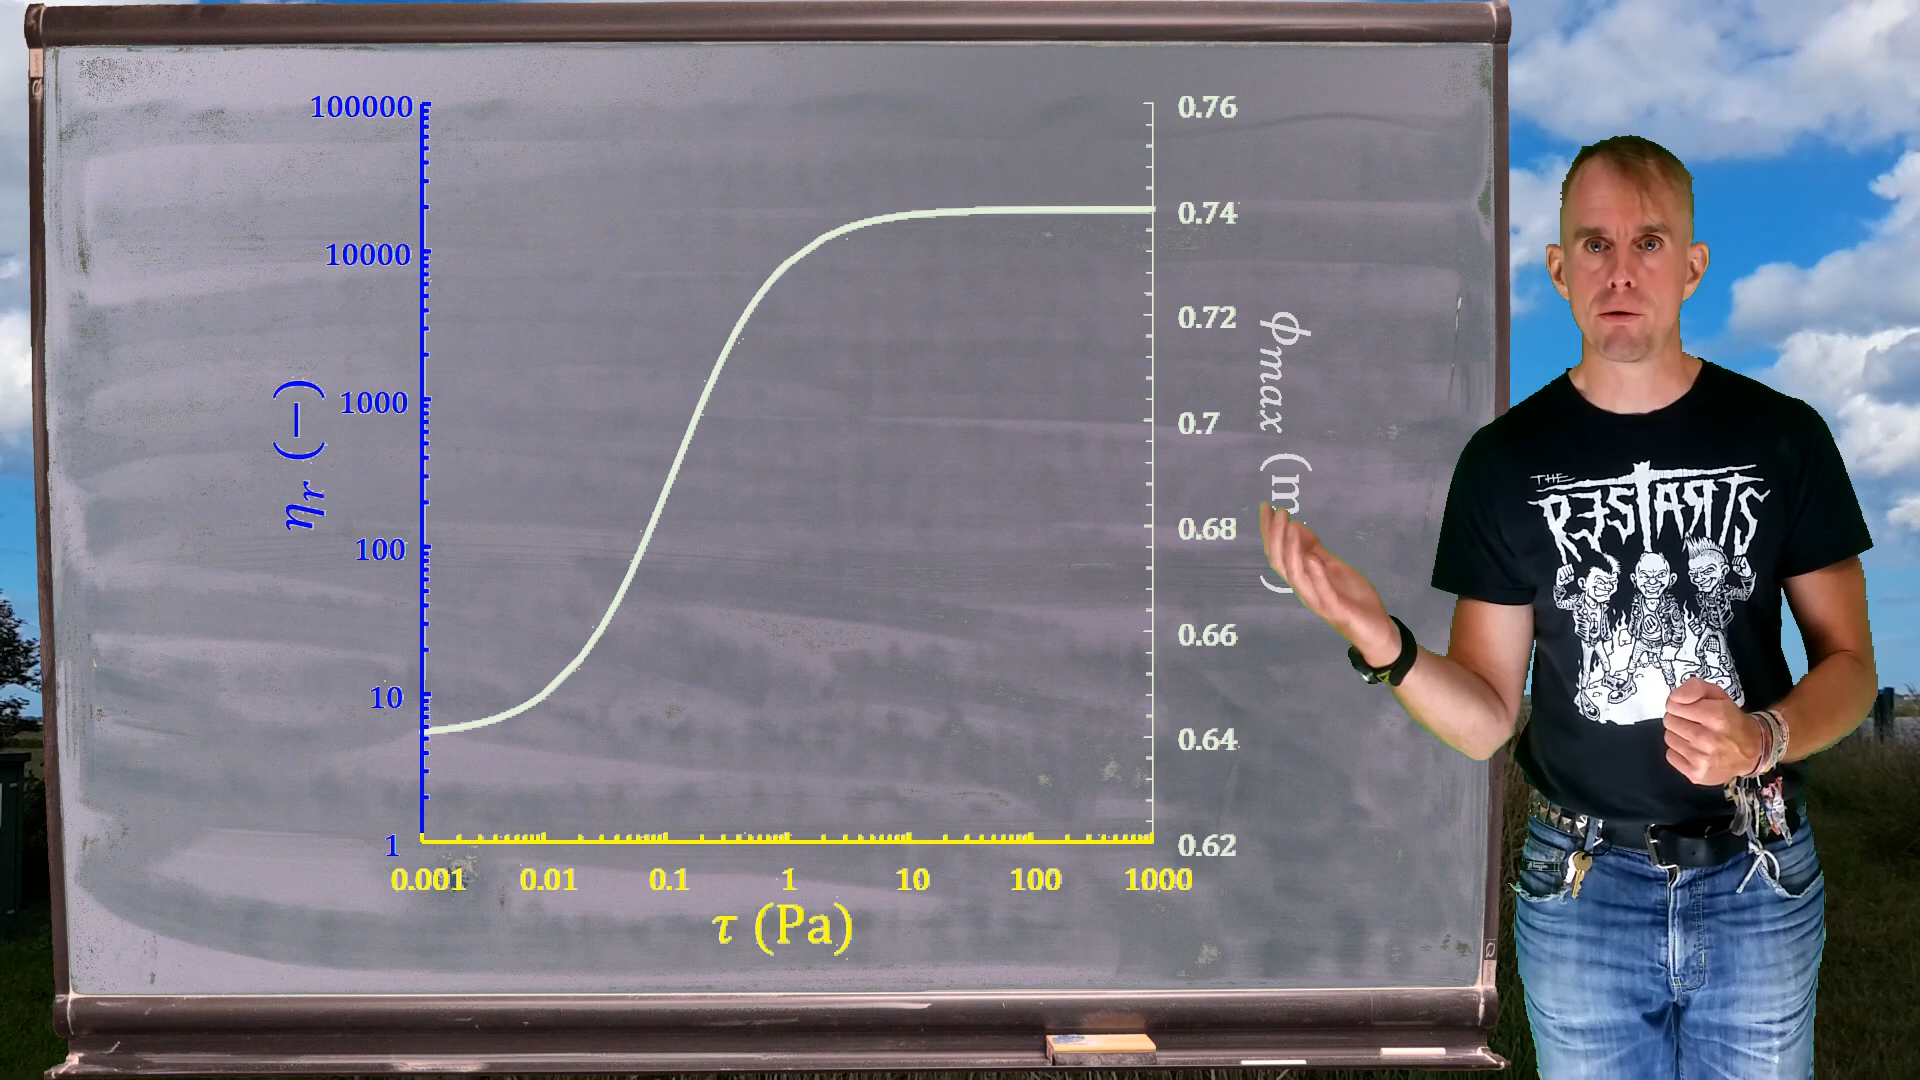 100000
10000
1000
100
10
1
ηr (−)
0.001 0.01 0.1 1 10 100 1000
τ (Pa)
0.76
0.74
0.72
0.7
0.68
0.66
0.64
0.62
ϕmax
THE
RESTARTS